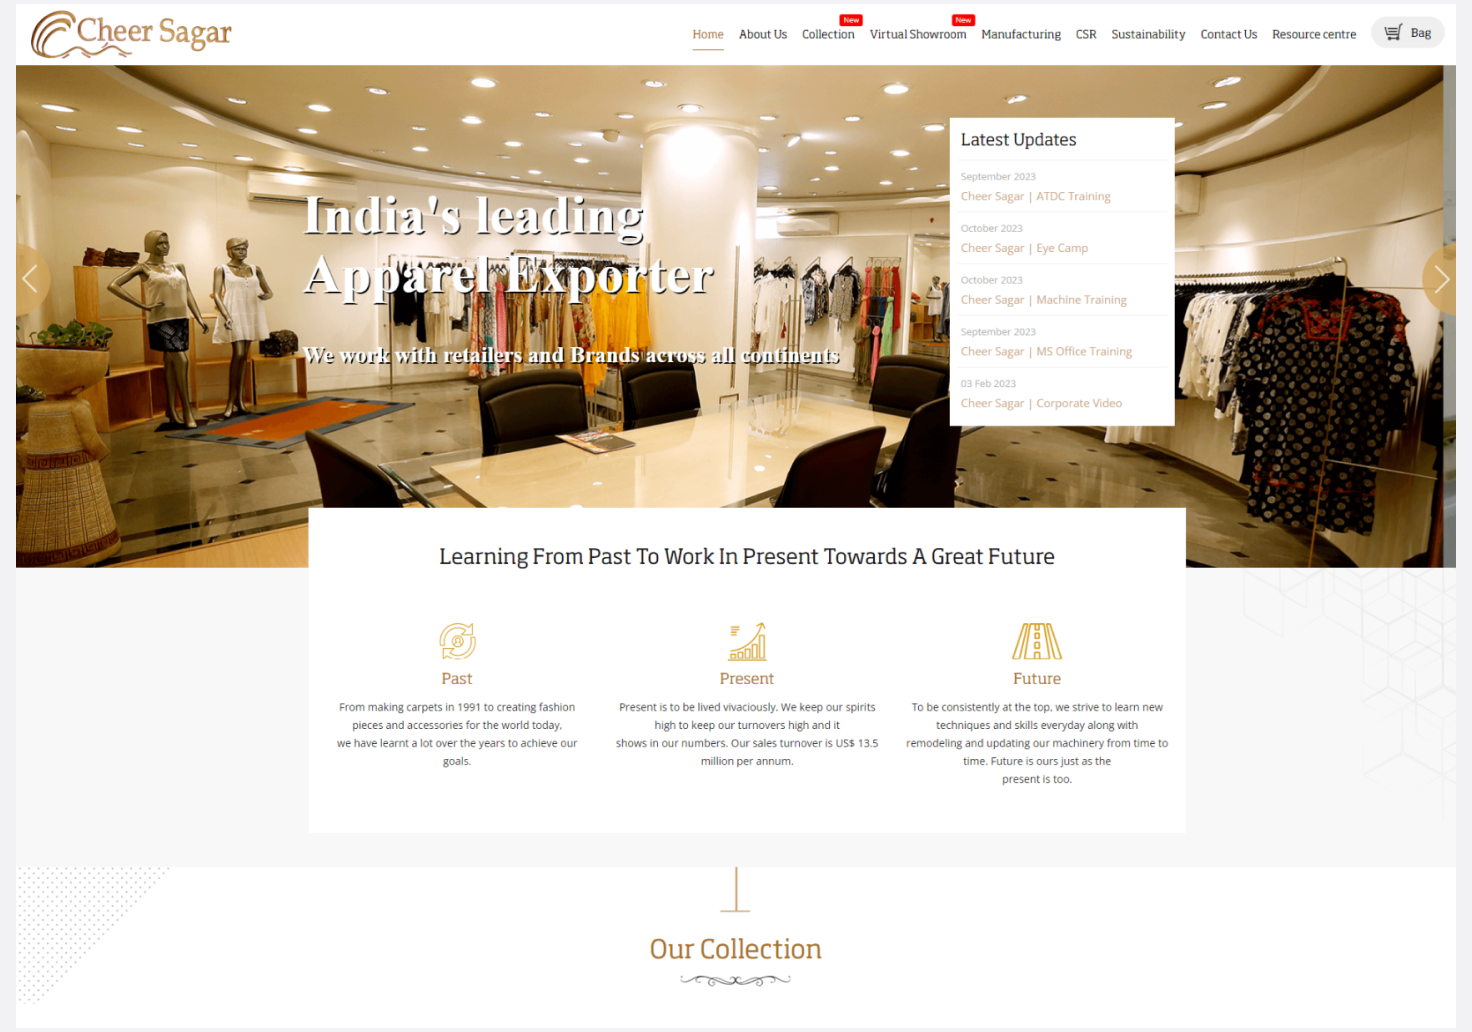 Cheer Sagar
New
New
Home About Us Collection Virtual Showroom Manufacturing CSR Sustainability Contact Us Resource centre Bag
India's leading
Apparel Exporter
We work with retailers and Brands across all continents
Latest Updates
September 2023
Cheer Sagar | ATDC Training
October 2023
Cheer Sagar | Eye Camp
October 2023
Cheer Sagar | Machine Training
September 2023
Cheer Sagar | MS Office Training
03 Feb 2023
Cheer Sagar | Corporate Video
Learning From Past To Work In Present Towards A Great Future
Past
From making carpets in 1991 to creating fashion
pieces and accessories for the world today,
we have learnt a lot over the years to achieve our
goals.
Present
Present is to be lived vivaciously. We keep our spirits
high to keep our turnovers high and it
shows in our numbers. Our sales turnover is US$ 13.5
million per annum.
Future
To be consistently at the top, we strive to learn new
techniques and skills everyday along with
remodeling and updating our machinery from time to
time. Future is ours just as the
present is too.
Our Collection